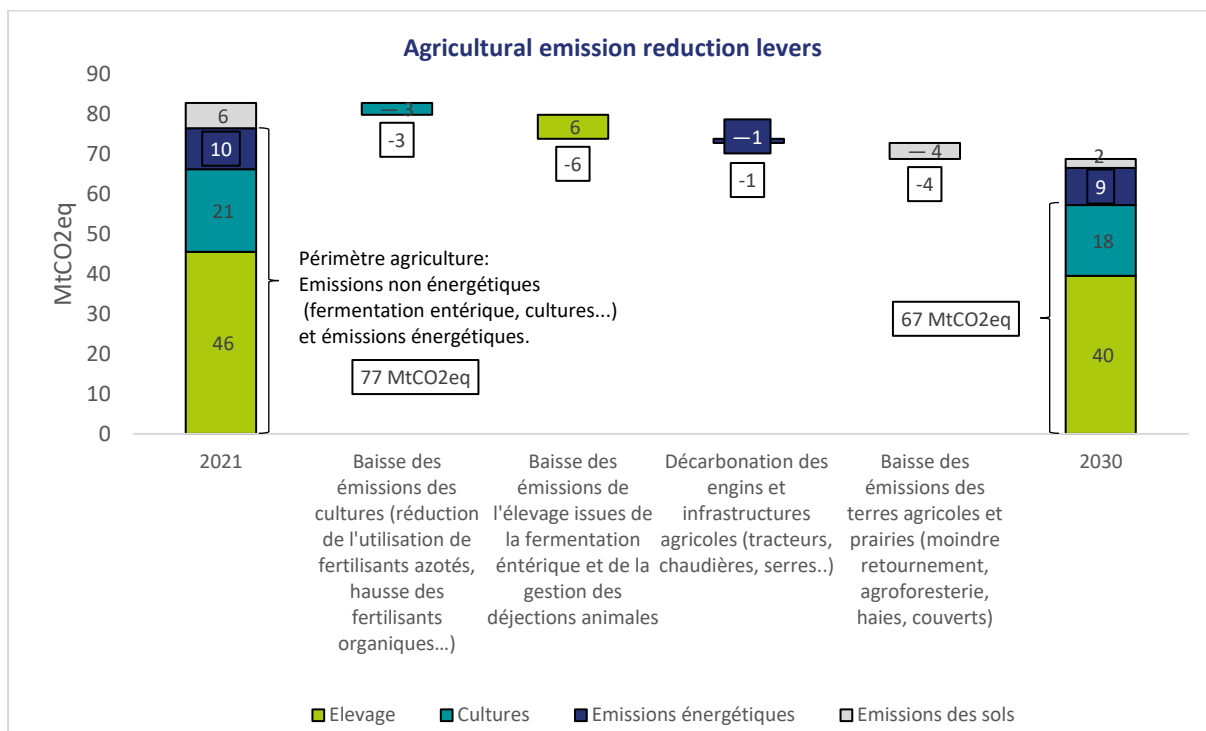 Agricultural emission reduction levers
MtCO2eq
90
80
70
60
50
40
30
20
10
0
6
10
21
46
Périmètre agriculture:
Emissions non énergétiques
(fermentation entérique, cultures...)
et émissions énergétiques.
77 MtCO2eq
— 3
-3
6
-6
—1
-1
— 4
-4
67 MtCO2eq
2
9
18
40
2021
Baisse des
émissions des
cultures (réduction
de l'utilisation de
fertilisants azotés,
hausse des
fertilisants
organiques…)
Baisse des
émissions de
l'élevage issues de
la fermentation
éntérique et de la
gestion des
déjections animales
Décarbonation des
engins et
infrastructures
agricoles (tracteurs,
chaudières, serres..)
Baisse des
émissions des
terres agricoles et
prairies (moindre
retournement,
agroforesterie,
haies, couverts)
2030
Elevage
Cultures
Emissions énergétiques
Emissions des sols